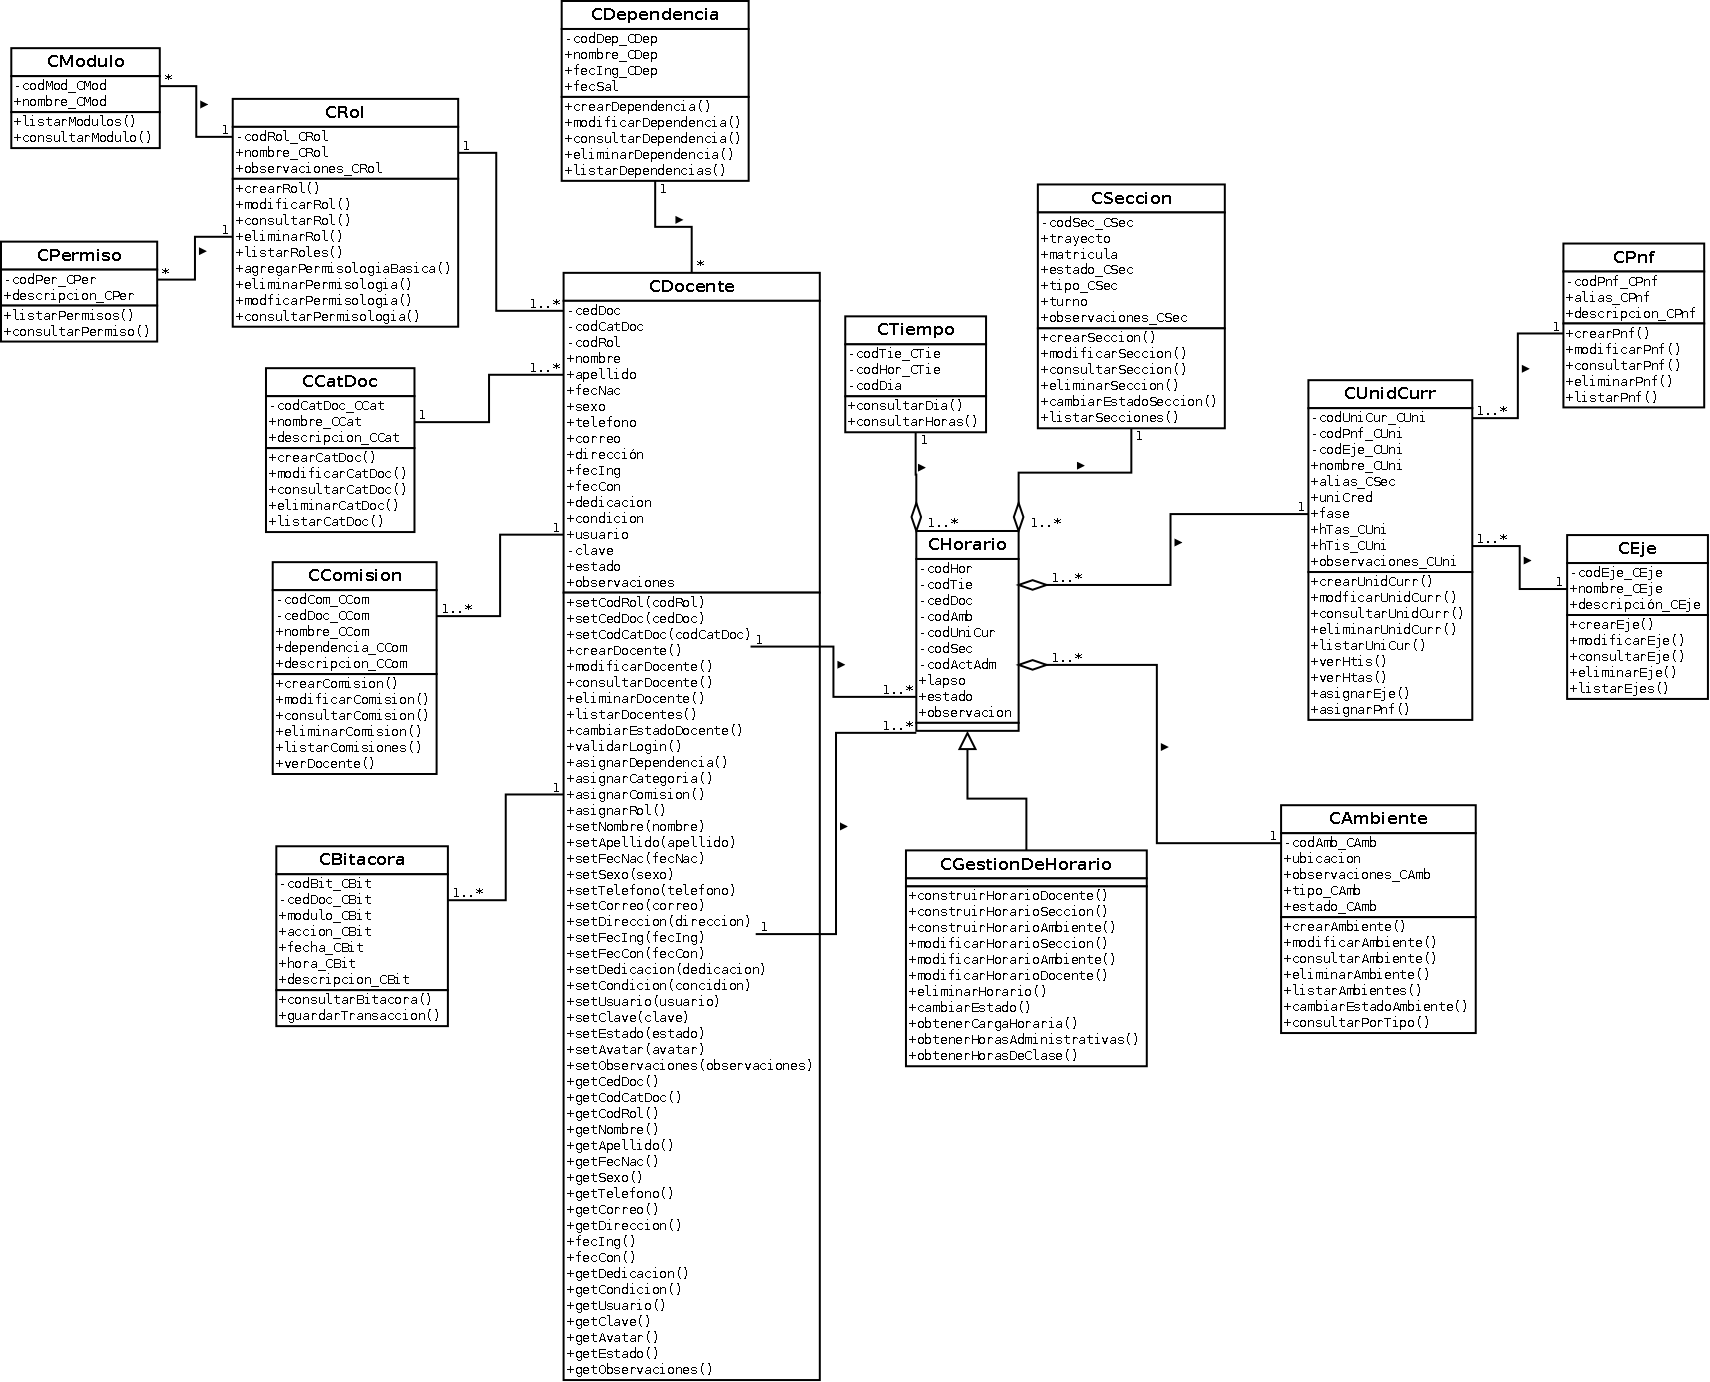 CModulo
-codMod_CMod
+nombre_CMod
+listarModulos()
+consultarModulo()
*
1
CPermiso
-codPer_CPer
+descripcion_CPer
+listarPermisos()
+consultarPermiso()
*
1
CRol
-codRol_CRol
+nombre_CRol
+observaciones_CRol
+crearRol()
+modificarRol()
+consultarRol()
+eliminarRol()
+listarRoles()
+agregarPermisologiaBasica()
+eliminarPermisologia()
+modficarPermisologia()
+consultarPermisologia()
1
1..*
CDependencia
-codDep_CDep
+nombre_CDep
+fecIng_CDep
+fecSal
+crearDependencia()
+modificarDependencia()
+consultarDependencia()
+eliminarDependencia()
+listarDependencias()
1
*
CCatDoc
-codCatDoc_CCat
+nombre_CCat
+descripcion_CCat
+crearCatDoc()
+modificarCatDoc()
+consultarCatDoc()
+eliminarCatDoc()
+listarCatDoc()
1
1..*
CComision
-codCom_CCom
-cedDoc_CCom
+nombre_CCom
+dependencia_CCom
+descripcion_CCom
+crearComision()
+modificarComision()
+consultarComision()
+eliminarComision()
+listarComisiones()
+verDocente()
1..*
1
CBitacora
-codBit_CBit
-cedDoc_CBit
+modulo_CBit
+accion_CBit
+fecha_CBit
+hora_CBit
+descripcion_CBit
+consultarBitacora()
+guardarTransaccion()
1..*
1
CDocente
-cedDoc
-codCatDoc
-codRol
+nombre
+apellido
+fecNac
+sexo
+telefono
+correo
+dirección
+fecIng
+fecCon
+dedicacion
+condicion
+usuario
-clave
+estado
+observaciones
+setCodRol(codRol)
+setCedDoc(cedDoc)
+setCodCatDoc(codCatDoc)
+crearDocente()
+modificarDocente()
+consultarDocente()
+eliminarDocente()
+listarDocentes()
+cambiarEstadoDocente()
+validarLogin()
+asignarDependencia()
+asignarCategoria()
+asignarComision()
+asignarRol()
+setNombre(nombre)
+setApellido(apellido)
+setFecNac(fecNac)
+setSexo(sexo)
+setTelefono(telefono)
+setCorreo(correo)
+setDireccion(direccion)
+setFecIng(fecIng)
+setFecCon(fecCon)
+setDedicacion(dedicacion)
+setCondicion(concidion)
+setUsuario(usuario)
+setClave(clave)
+setEstado(estado)
+setAvatar(avatar)
+setObservaciones(observaciones)
+getCedDoc()
+getCodCatDoc()
+getCodRol()
+getNombre()
+getApellido()
+getFecNac()
+getSexo()
+getTelefono()
+getCorreo()
+getDireccion()
+fecIng()
+fecCon()
+getDedicacion()
+getCondicion()
+getUsuario()
+getClave()
+getAvatar()
+getEstado()
+getObservaciones()
1
1..*
1
1..*
CTiempo
-codTie_CTie
-codHor_CTie
-codDia
+consultarDia()
+consultarHoras()
1
1..*
CSeccion
-codSec_CSec
+trayecto
+matricula
+estado_CSec
+tipo_CSec
+turno
+observaciones_CSec
+crearSeccion()
+modificarSeccion()
+consultarSeccion()
+eliminarSeccion()
+cambiarEstadoSeccion()
+listarSecciones()
1
1..*
CHorario
-codHor
-codTie
-cedDoc
-codAmb
-codUniCur
-codSec
-codActAdm
+lapso
+estado
+observacion
1..*
1
1..*
1
CGestionDeHorario
+construirHorarioDocente()
+construirHorarioSeccion()
+construirHorarioAmbiente()
+modificarHorarioSeccion()
+modificarHorarioAmbiente()
+modificarHorarioDocente()
+eliminarHorario()
+cambiarEstado()
+obtenerCargaHoraria()
+obtenerHorasAdministrativas()
+obtenerHorasDeClase()
CUnidCurr
-codUniCur_CUni
-codPnf_CUni
-codEje_CUni
+nombre_CUni
+alias_CSec
+uniCred
+fase
+hTas_CUni
+hTis_CUni
+observaciones_CUni
+crearUnidCurr()
+modficarUnidCurr()
+consultarUnidCurr()
+eliminarUnidCurr()
+listarUniCur()
+verHtis()
+verHtas()
+asignarEje()
+asignarPnf()
1..*
1
1..*
1
CPnf
-codPnf_CPnf
+alias_CPnf
+descripcion_CPnf
+crearPnf()
+modificarPnf()
+consultarPnf()
+eliminarPnf()
+listarPnf()
CEje
-codEje_CEje
+nombre_CEje
+descripción_CEje
+crearEje()
+modificarEje()
+consultarEje()
+eliminarEje()
+listarEjes()
CAmbiente
-codAmb_CAmb
+ubicacion
+observaciones_CAmb
+tipo_CAmb
+estado_CAmb
+crearAmbiente()
+modificarAmbiente()
+consultarAmbiente()
+eliminarAmbiente()
+listarAmbientes()
+cambiarEstadoAmbiente()
+consultarPorTipo()